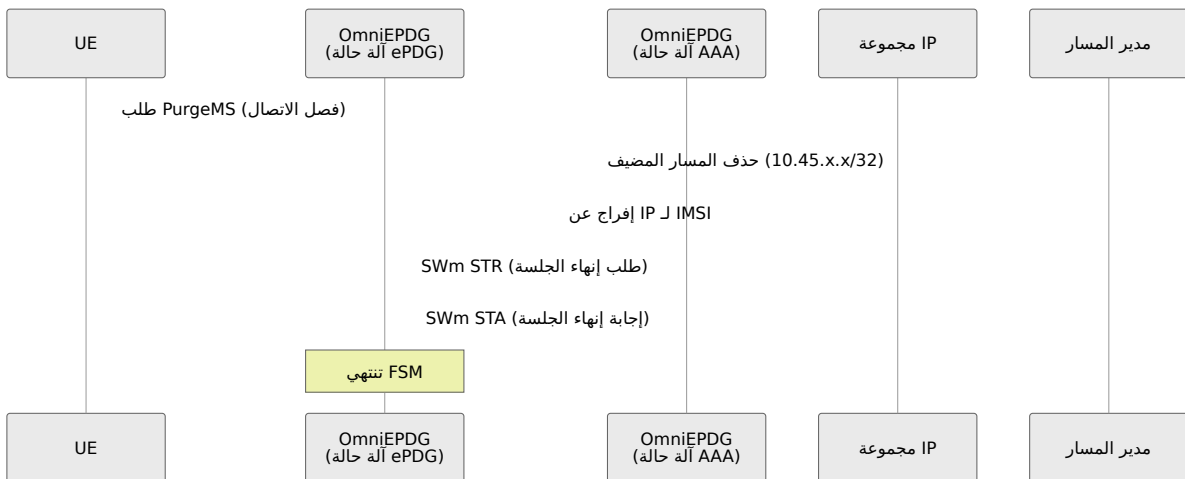 UE
OmniEPDG
(آلة حالة ePDG)
OmniEPDG
(آلة حالة AAA)
مجموعة IP
مدير المسار
طلب PurgeMS (فصل الاتصال)
حذف المسار المضيف (10.45.x.x/32)
إفراج عن IP لـ IMSI
SWm STR (طلب إنهاء الجلسة)
SWm STA (إجابة إنهاء الجلسة)
تنتهي FSM
UE
OmniEPDG
(آلة حالة ePDG)
OmniEPDG
(آلة حالة AAA)
مجموعة IP
مدير المسار